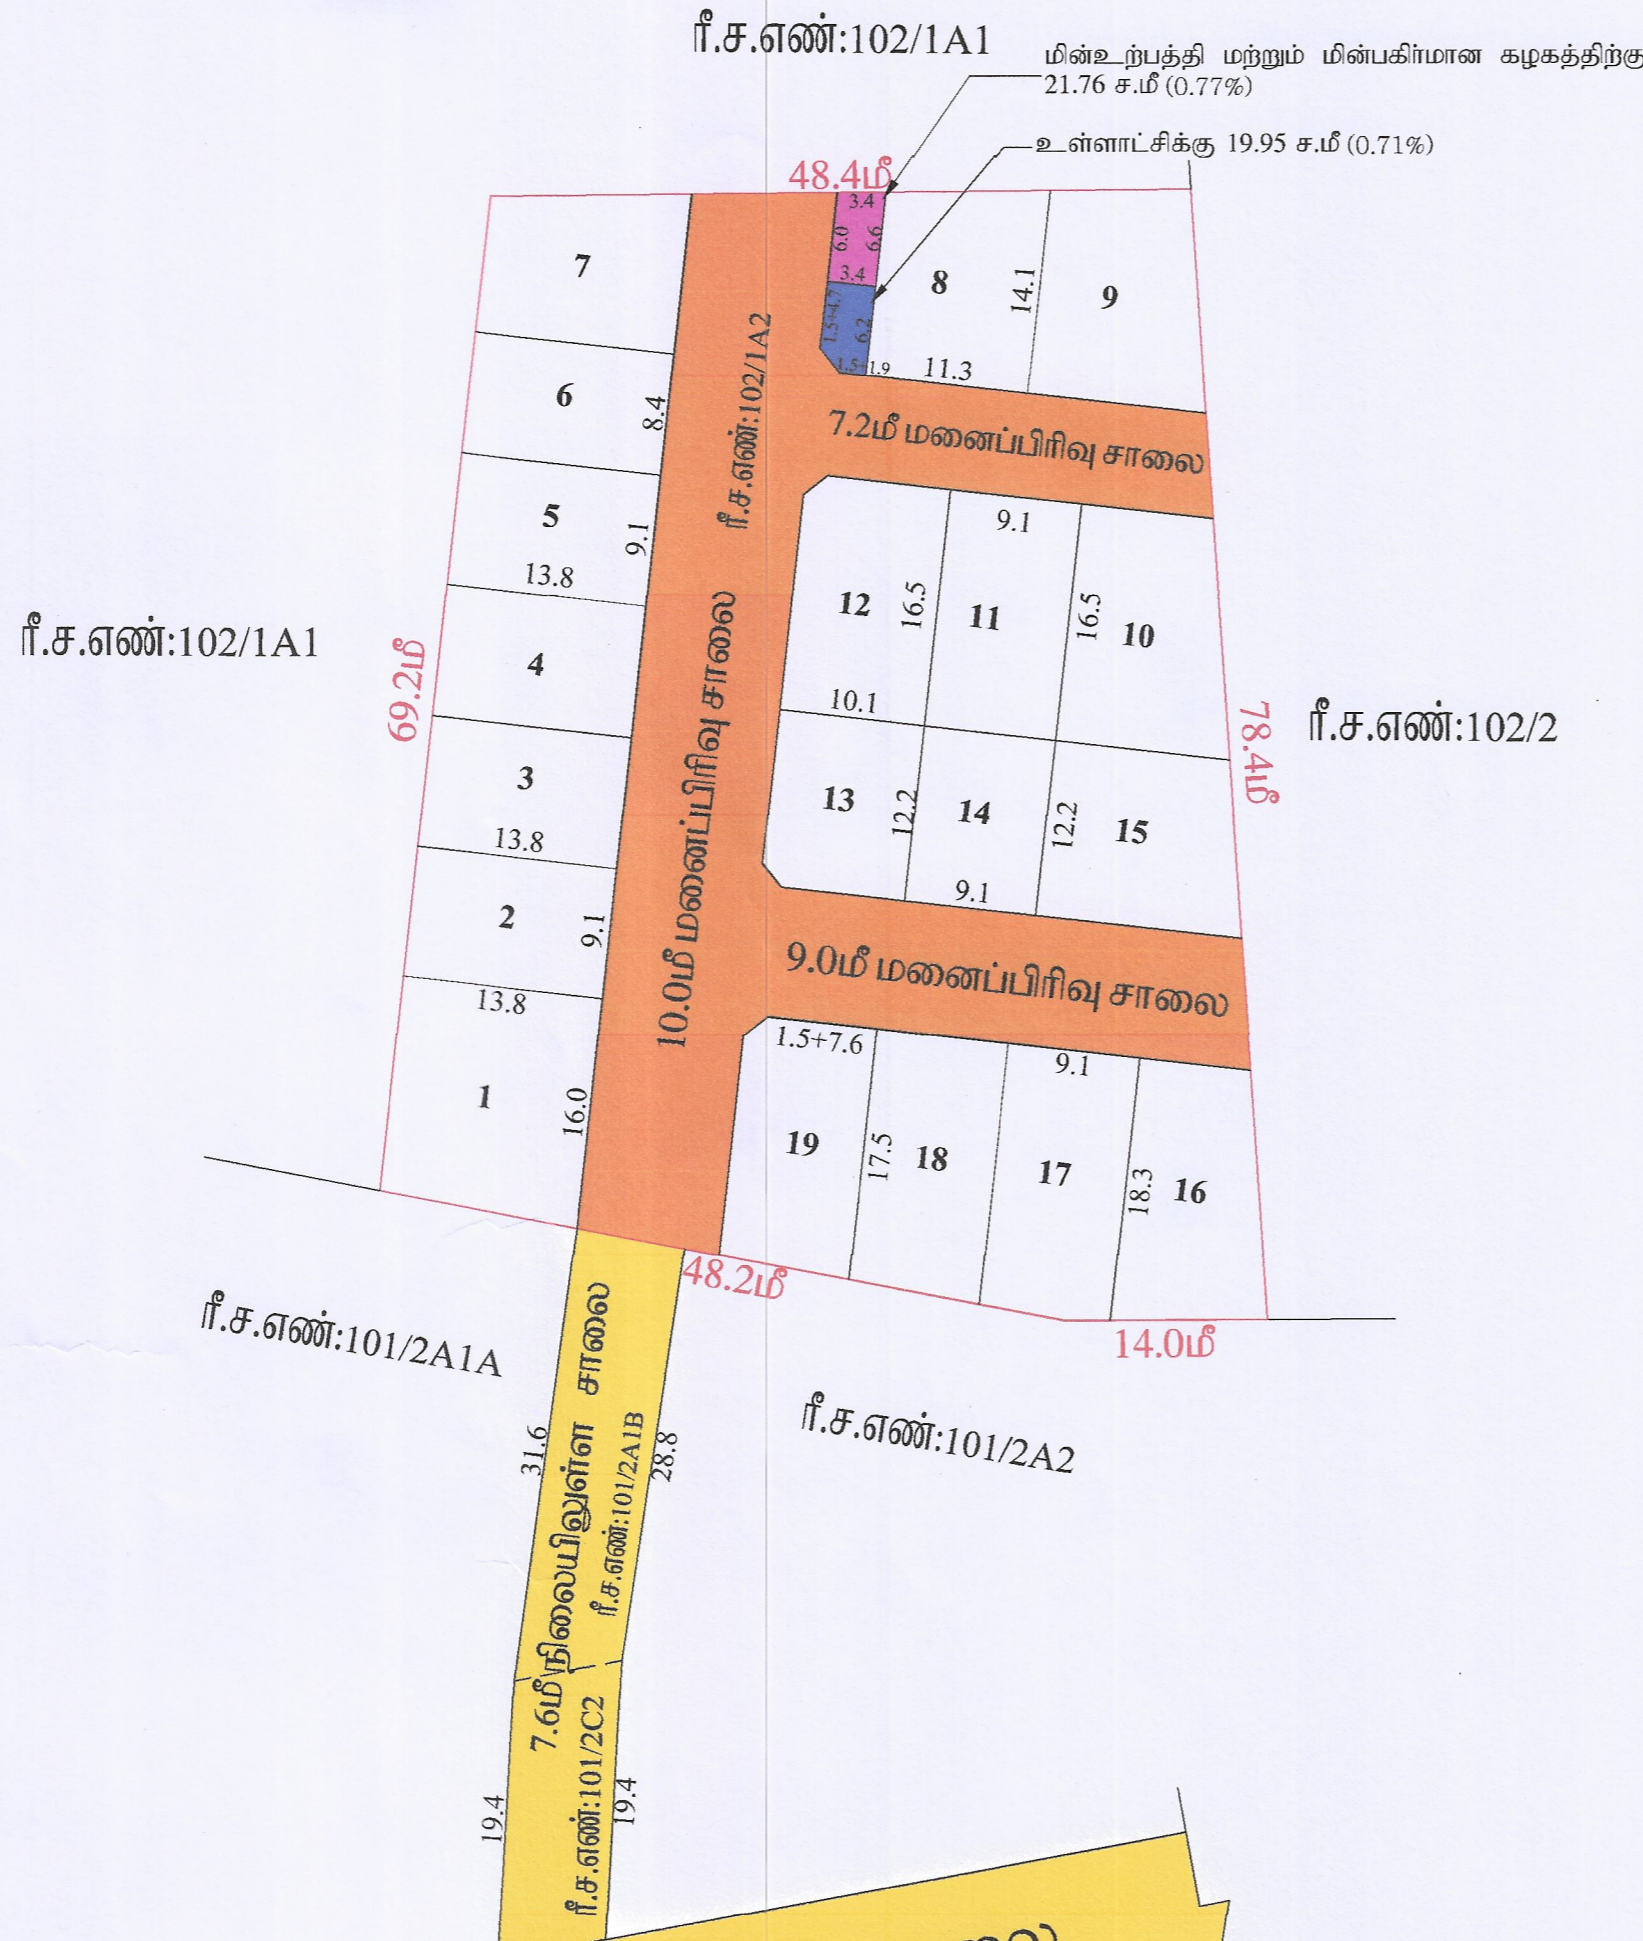 ரீ.ச.எண்:102/1A1
மின்உற்பத்தி மற்றும் மின்பகிர்மான கழகத்திற்கு
21.76 ச.மீ (0.77%)
உள்ளாட்சிக்கு 19.95 ச.மீ (0.71%)
48.4மீ
3.4
6.0
6.6
3.4
1.5+4.7
6.2
1.5+1.9
7
8
14.1
9
11.3
6
8.4
ரீ.ச.எண்:102/1A2
7.2மீ மனைப்பிரிவு சாலை
5
9.1
13.8
9.1
12
16.5
11
16.5
10
ரீ.ச.எண்:102/1A1
69.2மீ
4
10.1
10.0மீ மனைப்பிரிவு சாலை
78.4மீ
ரீ.ச.எண்:102/2
3
13.8
13
12.2
14
12.2
15
9.1
2
9.1
13.8
9.0மீ மனைப்பிரிவு சாலை
1.5+7.6
9.1
1
16.0
19
17.5
18
17
18.3
16
48.2மீ
14.0மீ
ரீ.ச.எண்:101/2A1A
ரீ.ச.எண்:101/2A2
31.6
7.6மீ நிலையிலுள்ள சாலை
ரீ.ச.எண்:101/2A1B
28.8
19.4
ரீ.ச.எண்:101/2C2
19.4